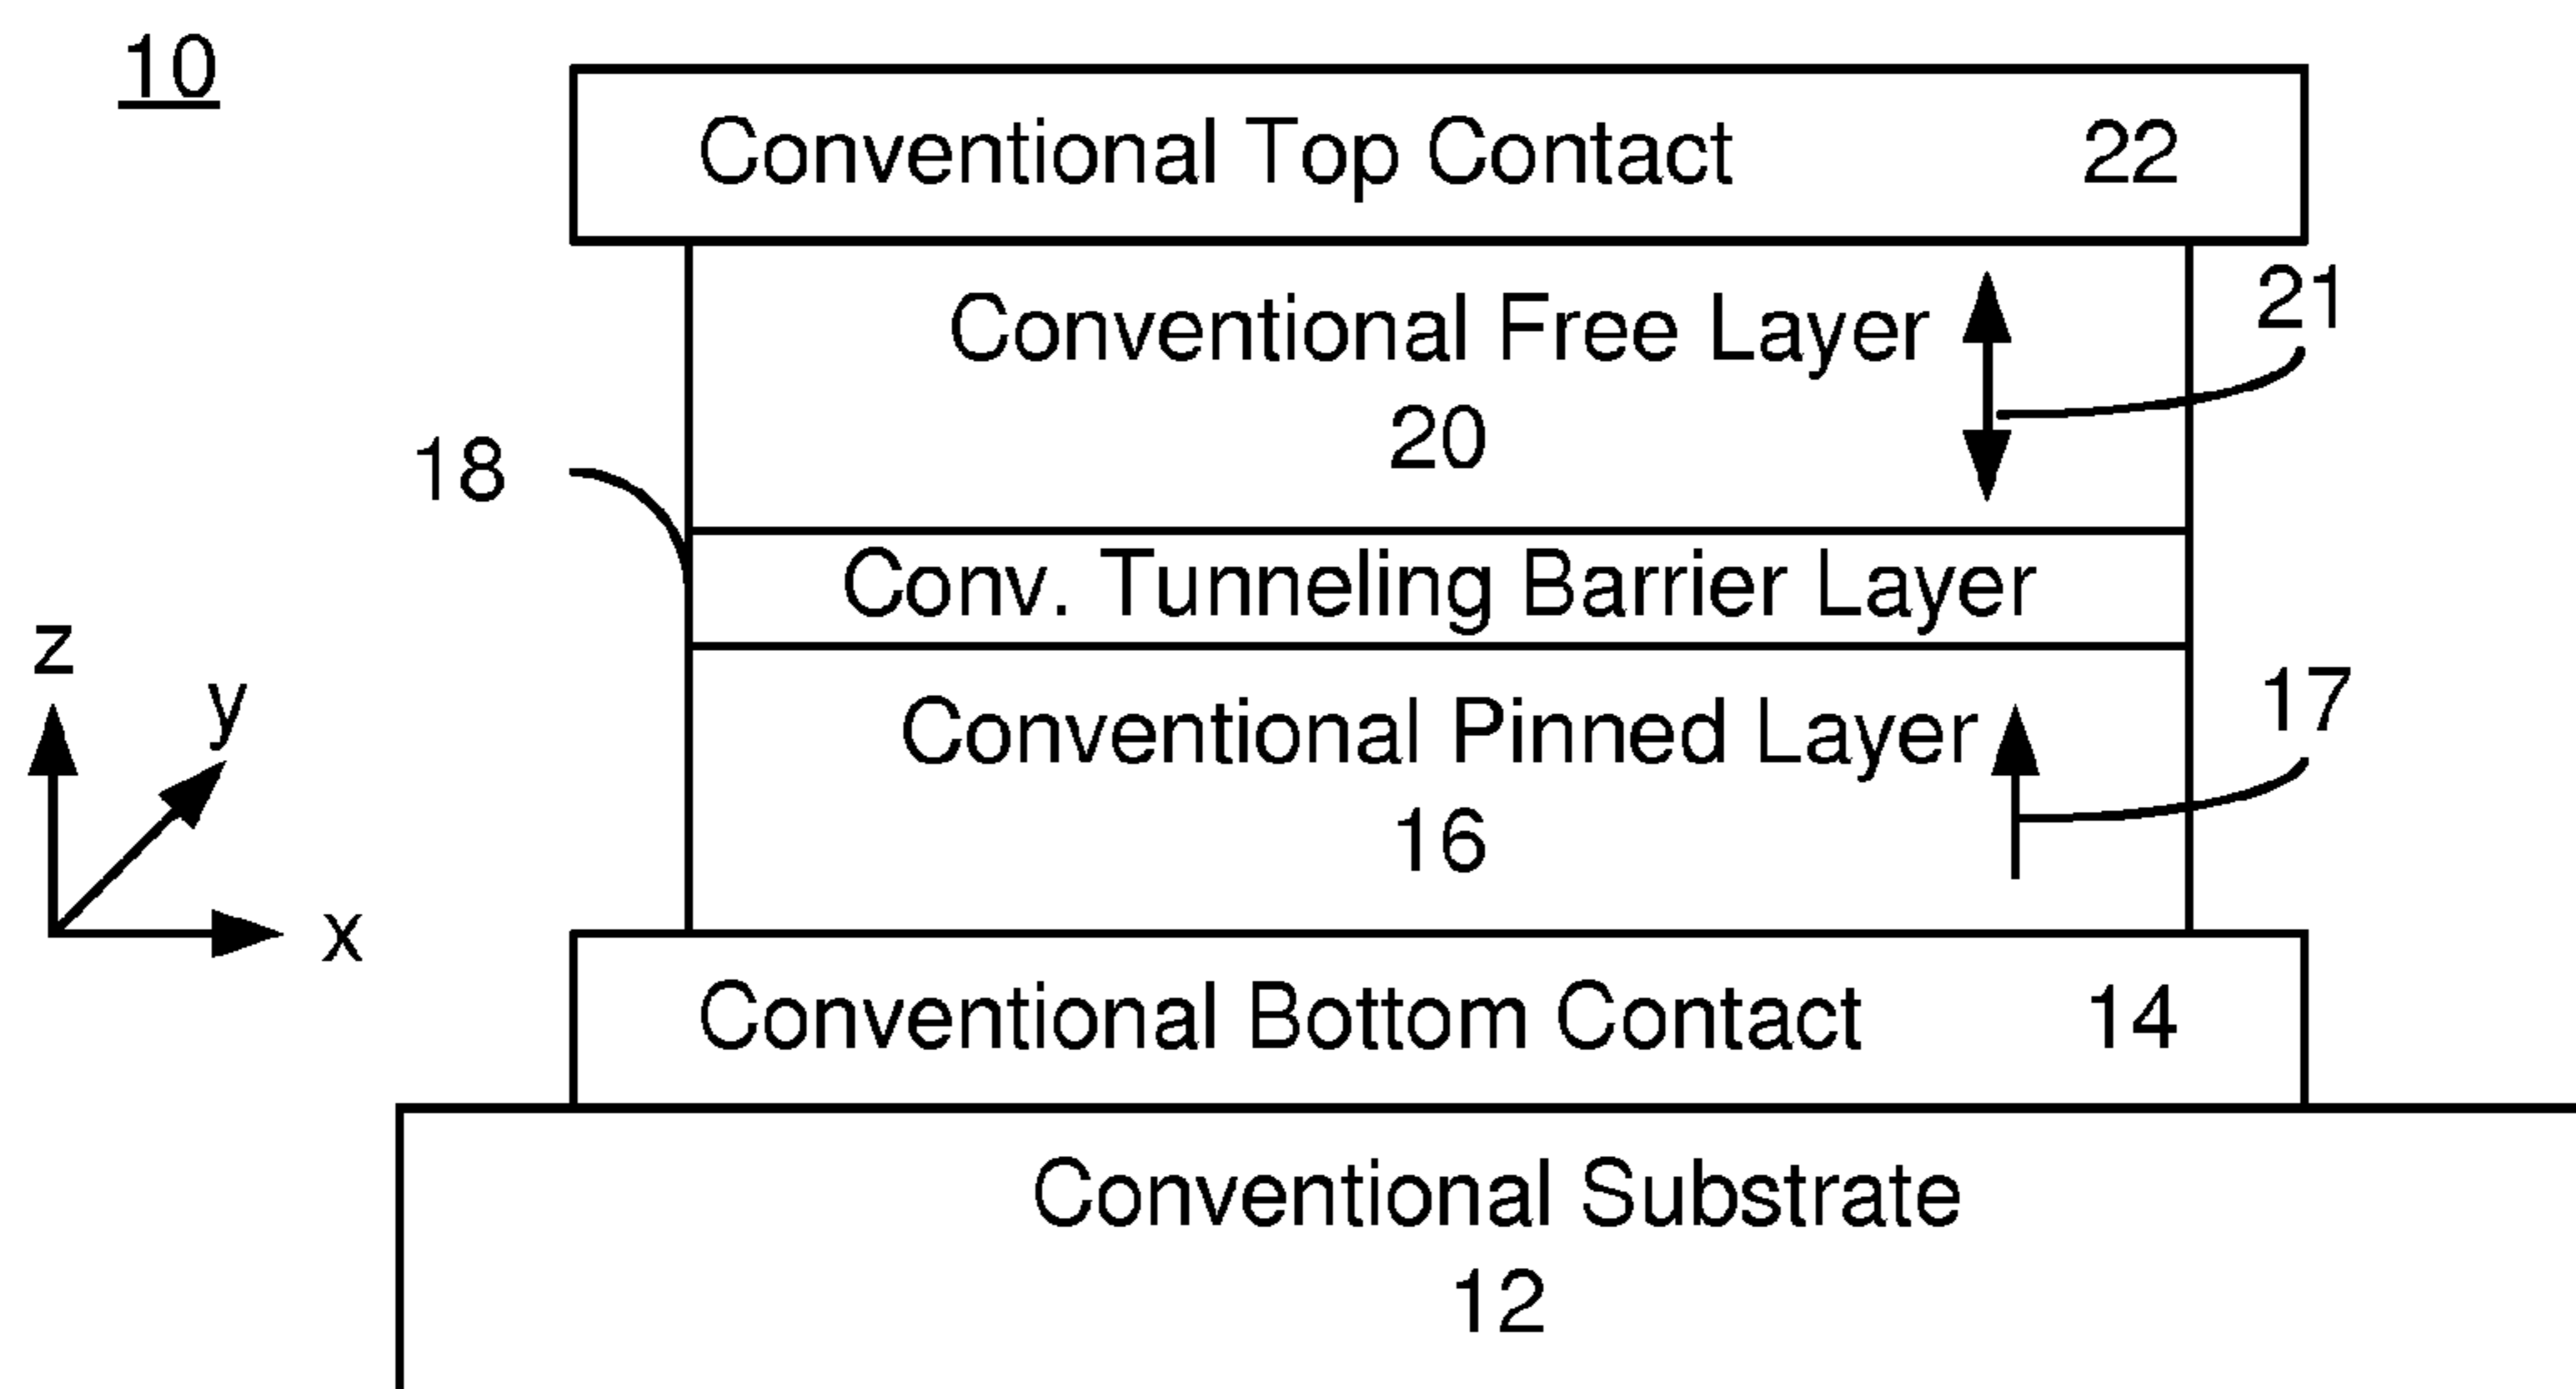 10
Conventional Top Contact 22
Conventional Free Layer
21
20
18
Conv. Tunneling Barrier Layer
z
y
x
Conventional Pinned Layer
17
16
Conventional Bottom Contact 14
Conventional Substrate
12